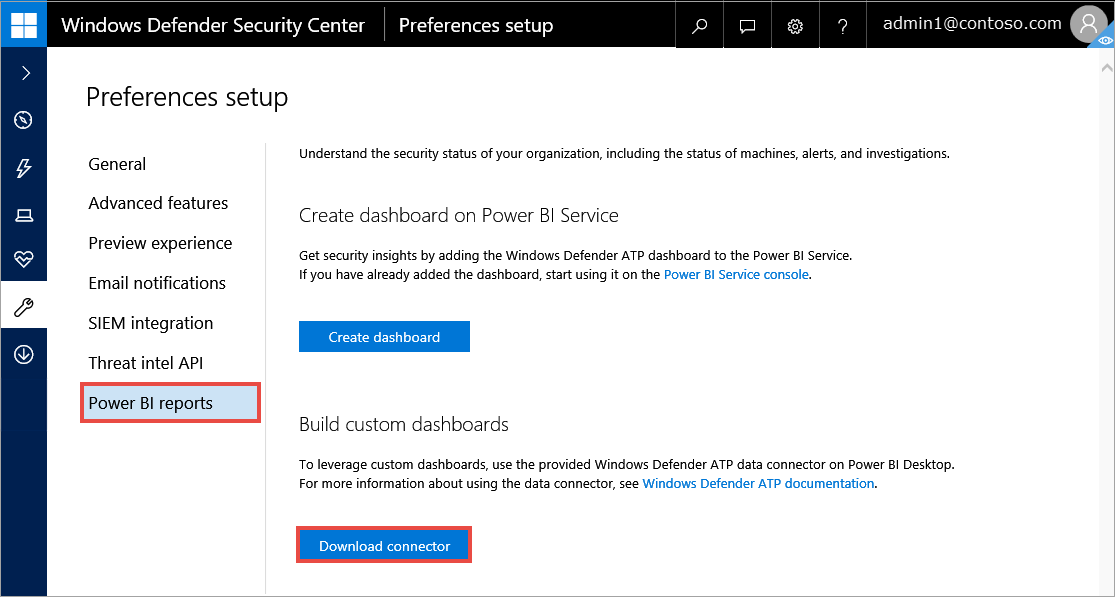 Windows Defender Security Center
Preferences setup
?
admin1@contoso.com
Preferences setup
General
Advanced features
Preview experience
Email notifications
SIEM integration
Threat intel API
Power BI reports
Understand the security status of your organization, including the status of machines, alerts, and investigations.
Create dashboard on Power BI Service
Get security insights by adding the Windows Defender ATP dashboard to the Power BI Service.
If you have already added the dashboard, start using it on the Power BI Service console.
Create dashboard
Build custom dashboards
To leverage custom dashboards, use the provided Windows Defender ATP data connector on Power BI Desktop.
For more information about using the data connector, see Windows Defender ATP documentation.
Download connector